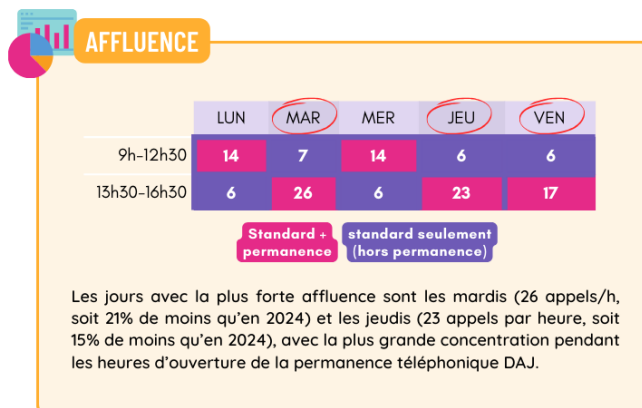 AFFLUENCE
LUN MAR MER JEU VEN
9h-12h30 14 7 14 6 6
13h30-16h30 6 26 6 23 17
Standard + permanence
standard seulement (hors permanence)
Les jours avec la plus forte affluence sont les mardis (26 appels/h,
soit 21% de moins qu'en 2024) et les jeudis (23 appels par heure, soit
15% de moins qu'en 2024), avec la plus grande concentration pendant
les heures d'ouverture de la permanence téléphonique DAJ.